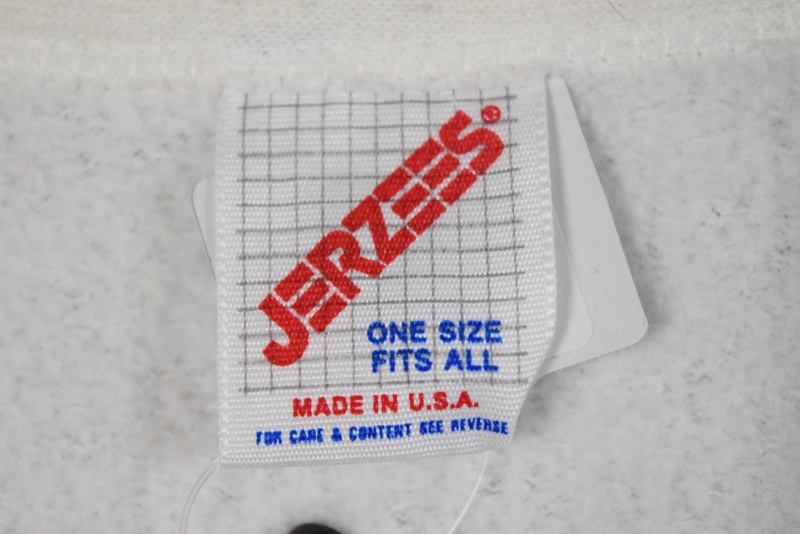 JERZEES®
ONE SIZE
FITS ALL
MADE IN U.S.A.
FOR CARE & CONTENT SEE REVERSE